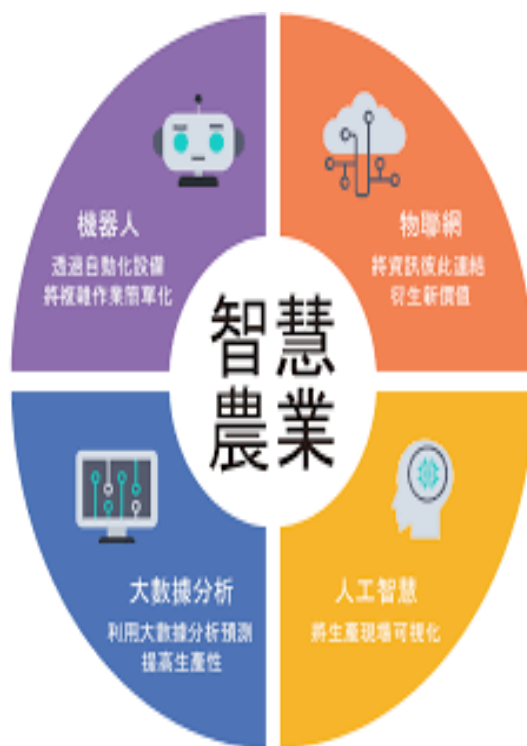 機器人
透過自動化設備
將複雜作業簡單化
物聯網
將資訊彼此連結
衍生新價值
智慧
農業
大數據分析
利用大數據分析預測
提高生產性
人工智慧
將生產現場可視化